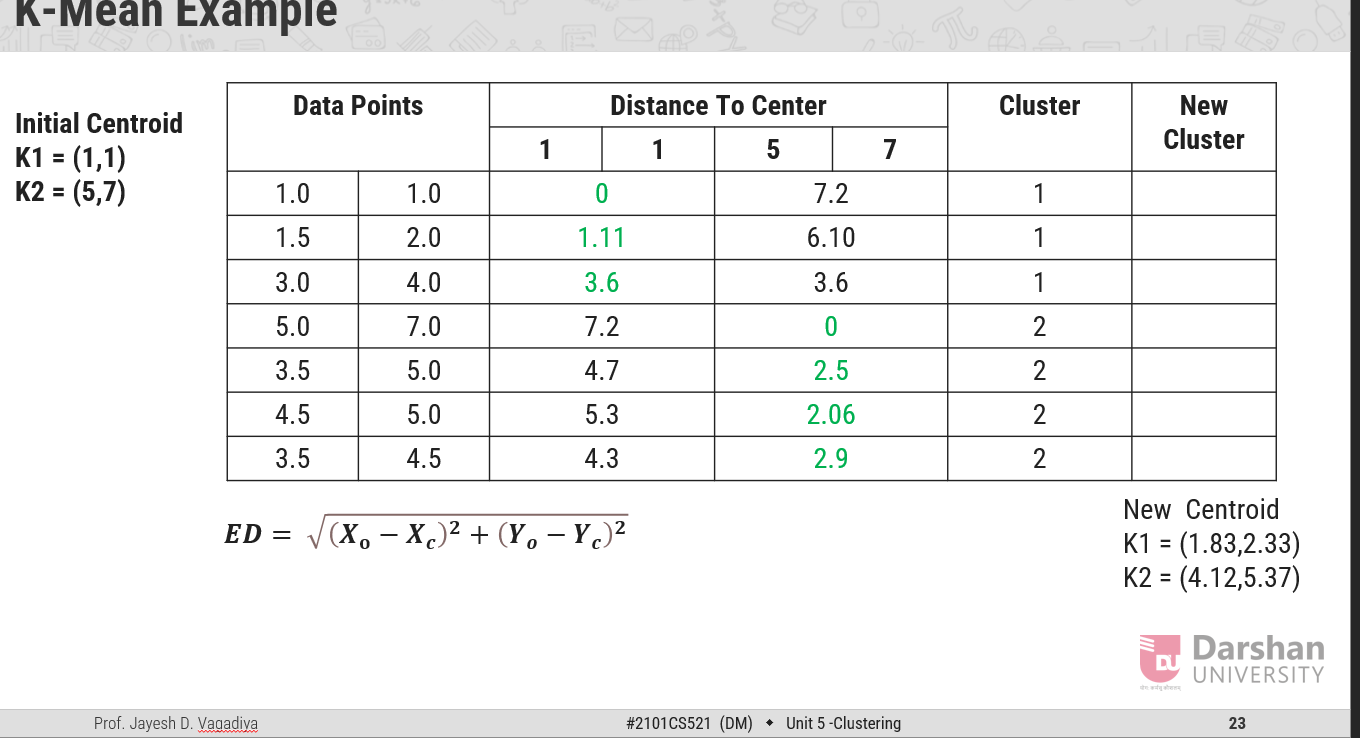 K-Mean Example
Initial Centroid
K1 = (1,1)
K2 = (5,7)
Data Points Distance To Center Cluster New Cluster
1 1 5 7
1.0 1.0 0 7.2 1
1.5 2.0 1.11 6.10 1
3.0 4.0 3.6 3.6 1
5.0 7.0 7.2 0 2
3.5 5.0 4.7 2.5 2
4.5 5.0 5.3 2.06 2
3.5 4.5 4.3 2.9 2
ED = √(Xₒ − X꜀)² + (Yₒ − Y꜀)²
New Centroid
K1 = (1.83,2.33)
K2 = (4.12,5.37)
DU Darshan
UNIVERSITY
Prof. Jayesh D. Vagadiya #2101CS521 (DM) ♦ Unit 5 -Clustering 23